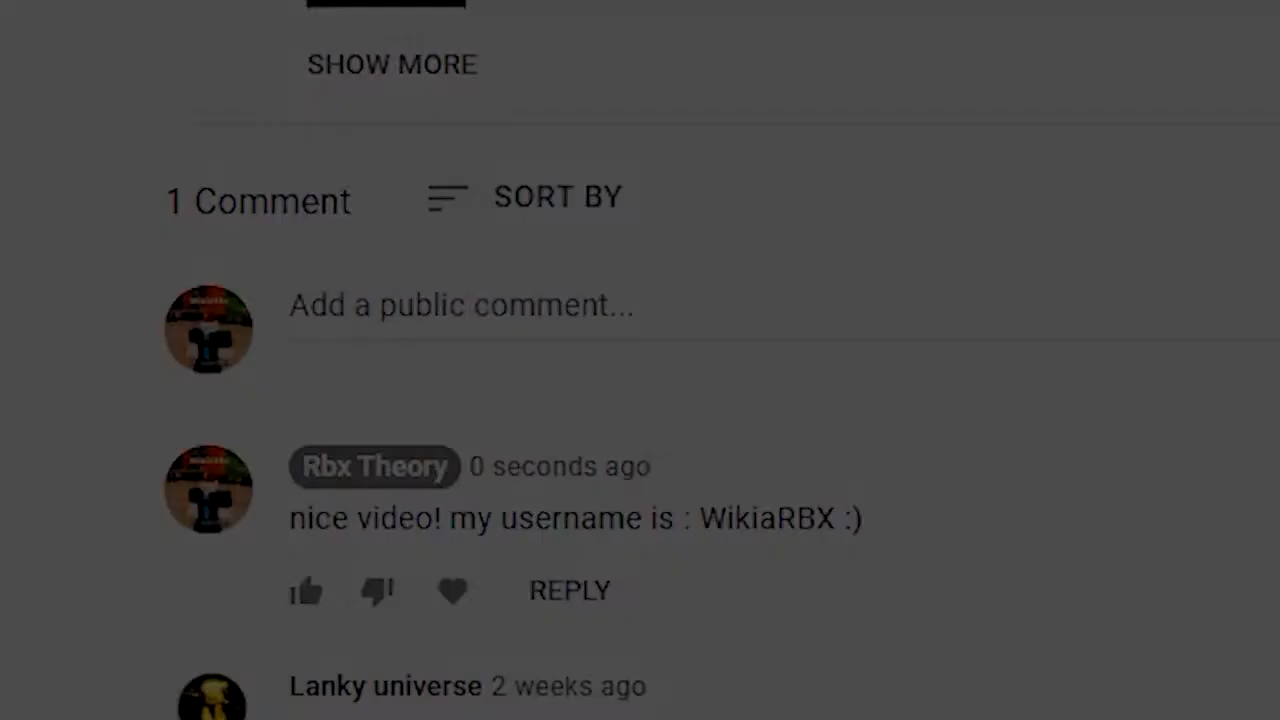 SHOW MORE
1 Comment
SORT BY
Add a public comment...
Rbx Theory 0 seconds ago
nice video! my username is : WikiaRBX :)
REPLY
Lanky universe 2 weeks ago